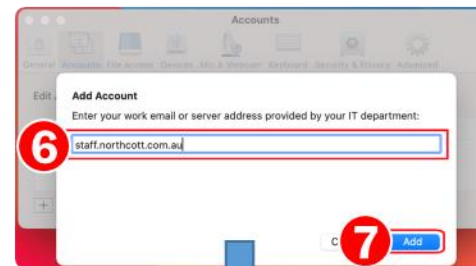 Accounts
General Accounts File Access Devices Mic & Webcam Keyboard Security & Privacy Advanced
Edit
Add Account
Enter your work email or server address provided by your IT department:
6
staff.northcott.com.au
+
C
7
Add